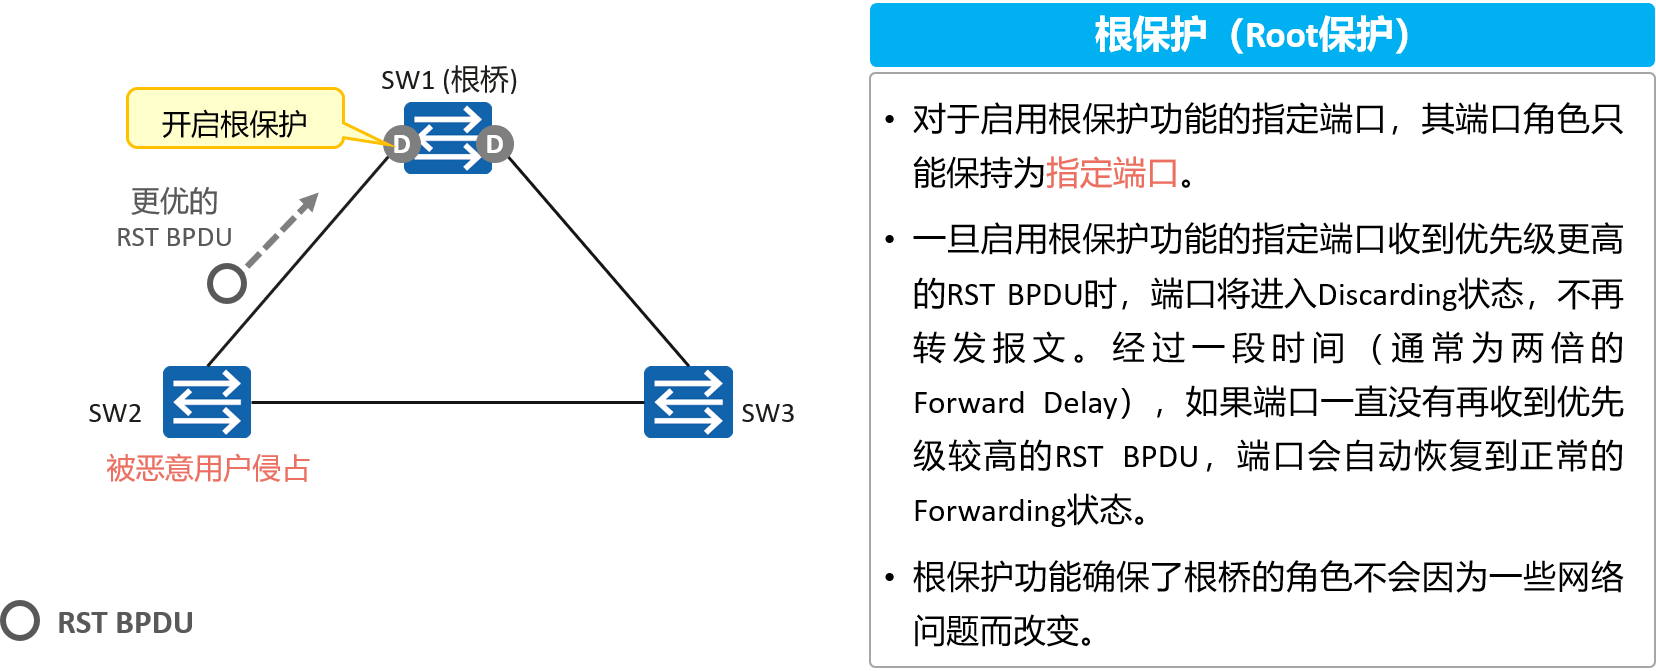 SW1 (根桥)
开启根保护
D
D
更优的
RST BPDU
SW2
SW3
被恶意用户侵占
RST BPDU
根保护（Root保护）
• 对于启用根保护功能的指定端口，其端口角色只
能保持为指定端口。
• 一旦启用根保护功能的指定端口收到优先级更高
的RST BPDU时，端口将进入Discarding状态，不再
转发报文。经过一段时间（通常为两倍的
Forward Delay），如果端口一直没有再收到优先
级较高的RST BPDU，端口会自动恢复到正常的
Forwarding状态。
• 根保护功能确保了根桥的角色不会因为一些网络
问题而改变。